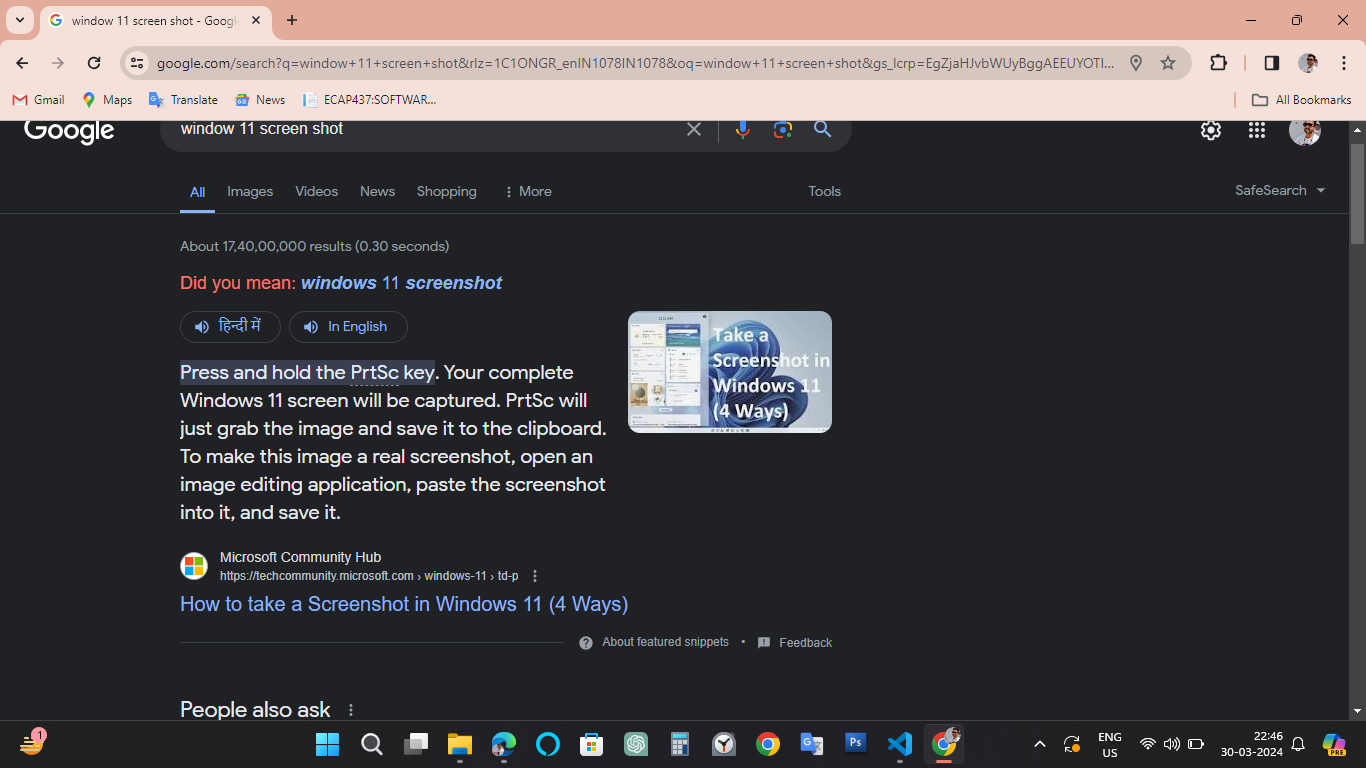 window 11 screen shot - Googl
google.com/search?q=window+11+screen+shot&rlz=1C1ONGR_enIN1078IN1078&oq=window+11+screen+shot&gs_lcrp=EgZjaHJvbWUyBggAEEUYOTI...
Gmail Maps Translate News ECAP437:SOFTWAR... All Bookmarks
Google window 11 screen shot
All Images Videos News Shopping More Tools SafeSearch
About 17,40,00,000 results (0.30 seconds)
Did you mean: windows 11 screenshot
हिन्दी में In English
Take a
Screenshot in
Windows 11
(4 Ways)
Press and hold the PrtSc key. Your complete
Windows 11 screen will be captured. PrtSc will
just grab the image and save it to the clipboard.
To make this image a real screenshot, open an
image editing application, paste the screenshot
into it, and save it.
Microsoft Community Hub
https://techcommunity.microsoft.com › windows-11 › td-p
How to take a Screenshot in Windows 11 (4 Ways)
About featured snippets • Feedback
People also ask
1
Ps
ENG
US
22:46
30-03-2024
PRE